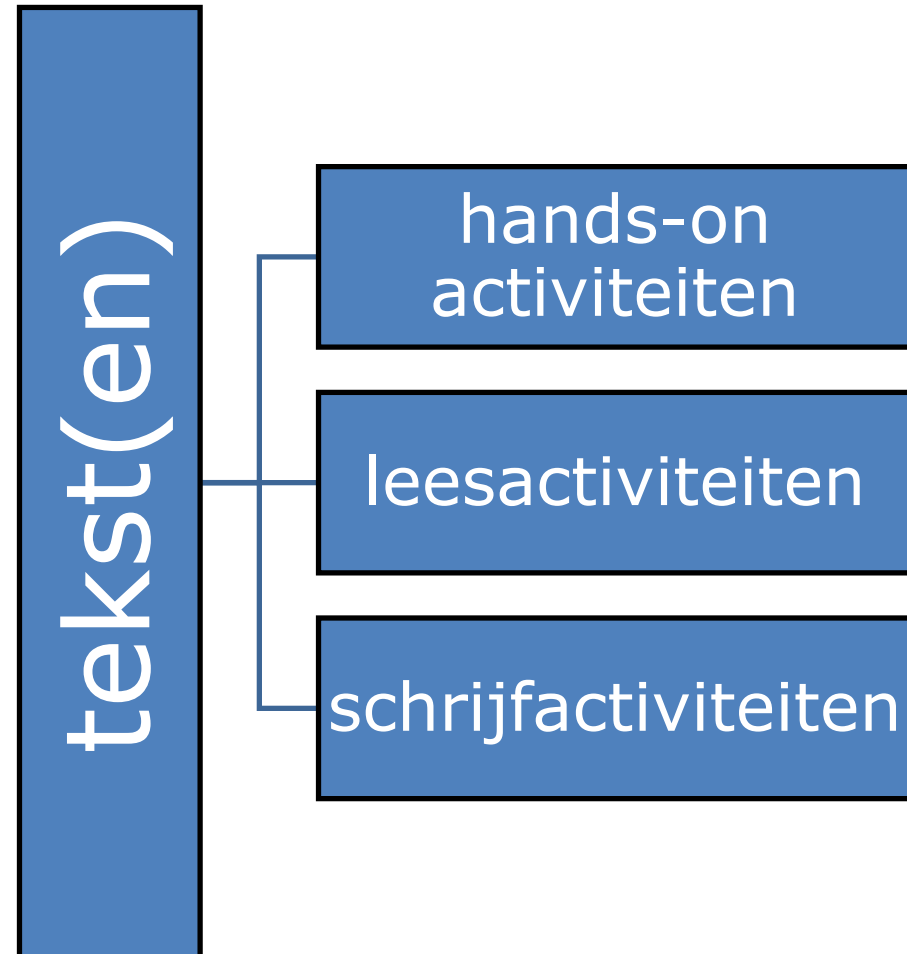 tekst(en)
hands-on
activiteiten
leesactiviteiten
schrijfactiviteiten